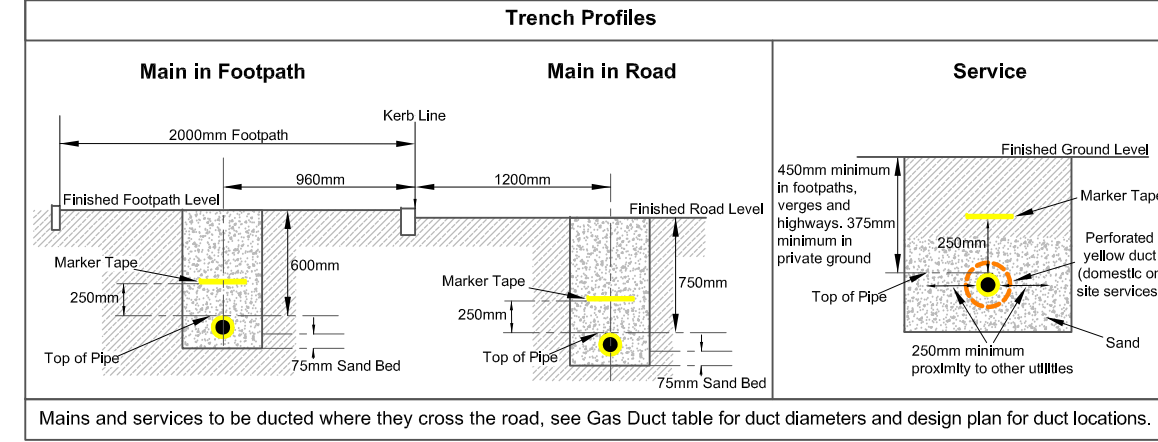 Trench Profiles
Main in Footpath
Kerb Line
2000mm Footpath
960mm
Finished Footpath Level
600mm
Marker Tape
250mm
Top of Pipe
75mm Sand Bed
Main in Road
1200mm
Finished Road Level
750mm
Marker Tape
250mm
Top of Pipe
75mm Sand Bed
Service
Finished Ground Level
450mm minimum
in footpaths,
verges and
highways. 375mm
minimum in
private ground
Marker Tape
250mm
Perforated
yellow duct
(domestic on
site services
Top of Pipe
Sand
250mm minimum
proximity to other utilities
Mains and services to be ducted where they cross the road, see Gas Duct table for duct diameters and design plan for duct locations.